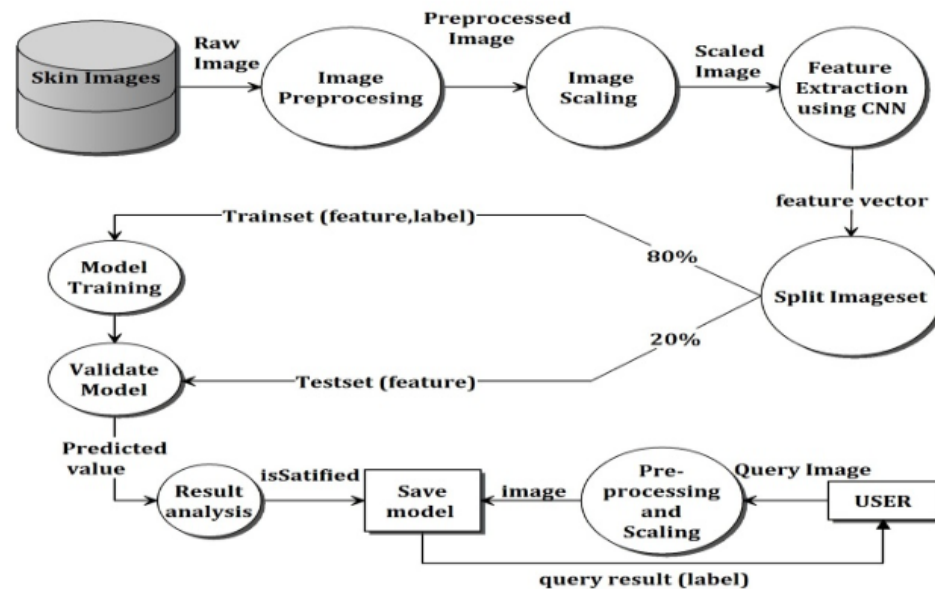 Skin Images
Raw
Image
Image
Preprocesing
Preprocessed
Image
Image
Scaling
Scaled
Image
Feature
Extraction
using CNN
feature vector
Split Imageset
80%
Trainset (feature,label)
Model
Training
20%
Testset (feature)
Validate
Model
Predicted
value
Result
analysis
isSatified
Save
model
image
Pre-
processing
and
Scaling
Query Image
USER
query result (label)